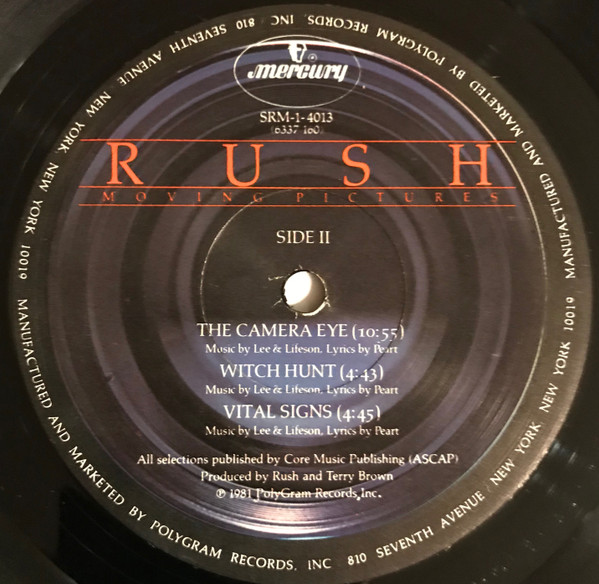 mercury
SRM-1-4013
(6337 160)
RUSH
MOVING PICTURES
SIDE II
THE CAMERA EYE (10:55)
Music by Lee & Lifeson, Lyrics by Peart
WITCH HUNT (4:43)
Music by Lee & Lifeson, Lyrics by Peart
VITAL SIGNS (4:45)
Music by Lee & Lifeson, Lyrics by Peart
All selections published by Core Music Publishing (ASCAP)
Produced by Rush and Terry Brown
℗ 1981 PolyGram Records, Inc.
MANUFACTURED AND MARKETED BY POLYGRAM RECORDS, INC 810 SEVENTH AVENUE NEW YORK, NEW YORK 10019
MANUFACTURED AND MARKETED BY POLYGRAM RECORDS, INC 810 SEVENTH AVENUE NEW YORK, NEW YORK 10019